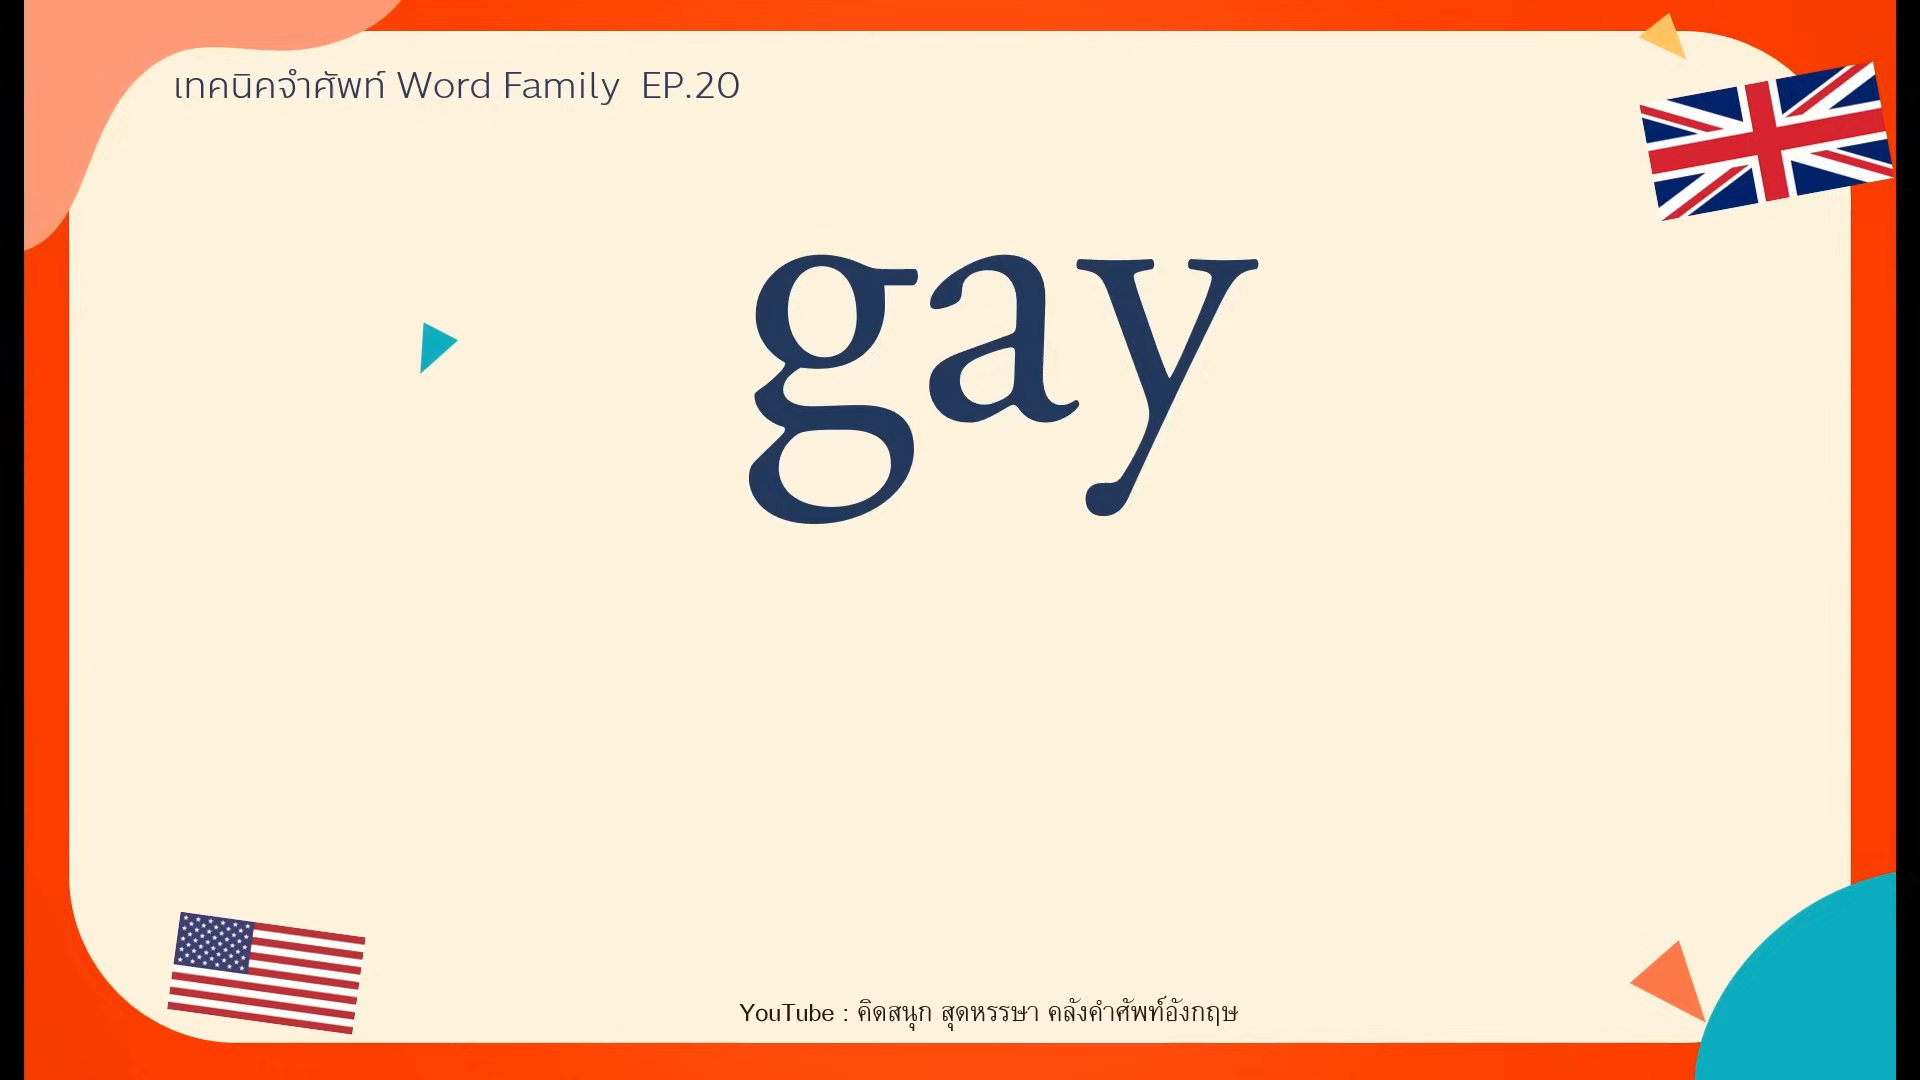 เทคนิคจำศัพท์ Word Family EP.20
gay
YouTube : คิดสนุก สุดหรรษา คลังคำศัพท์อังกฤษ